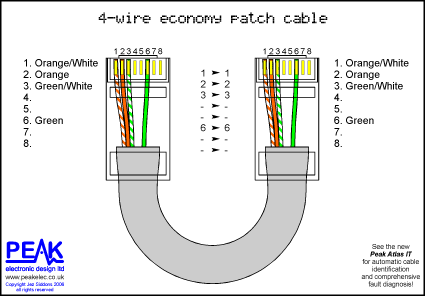 4-wire economy patch cable
12345678
12345678
1. Orange/White
2. Orange
3. Green/White
4.
5.
6. Green
7.
8.
1 ➤ 1
2 ➤ 2
3 ➤ 3
- ➤ -
- ➤ -
6 ➤ 6
- ➤ -
- ➤ -
1. Orange/White
2. Orange
3. Green/White
4.
5.
6. Green
7.
8.
PEAK
electronic design ltd
www.peakelec.co.uk
Copyright Jez Siddons 2006
all rights reserved
See the new
Peak Atlas IT
for automatic cable
identification
and comprehensive
fault diagnosis!